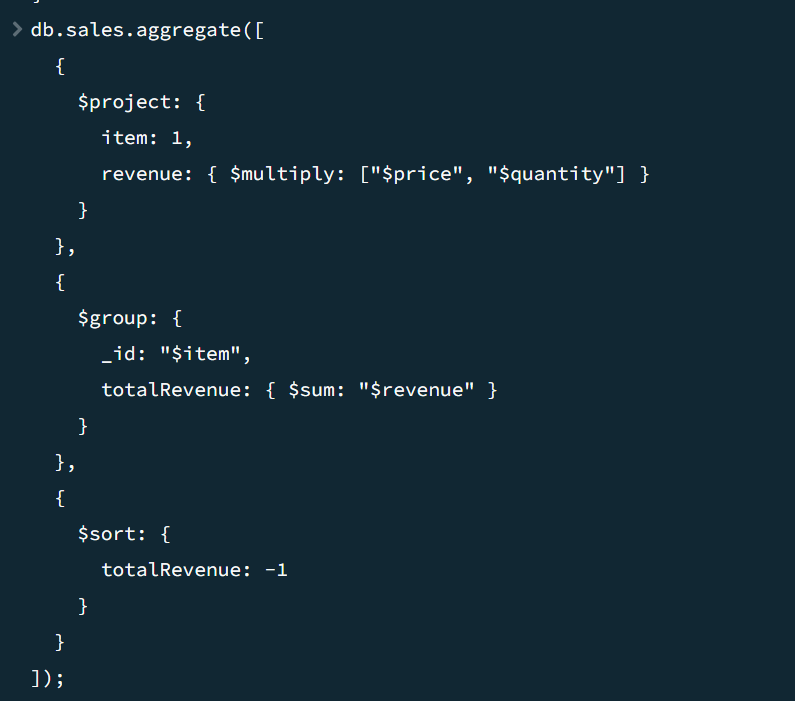 > db.sales.aggregate([
{
$project: {
item: 1,
revenue: { $multiply: ["$price", "$quantity"] }
}
},
{
$group: {
_id: "$item",
totalRevenue: { $sum: "$revenue" }
}
},
{
$sort: {
totalRevenue: -1
}
}
]);